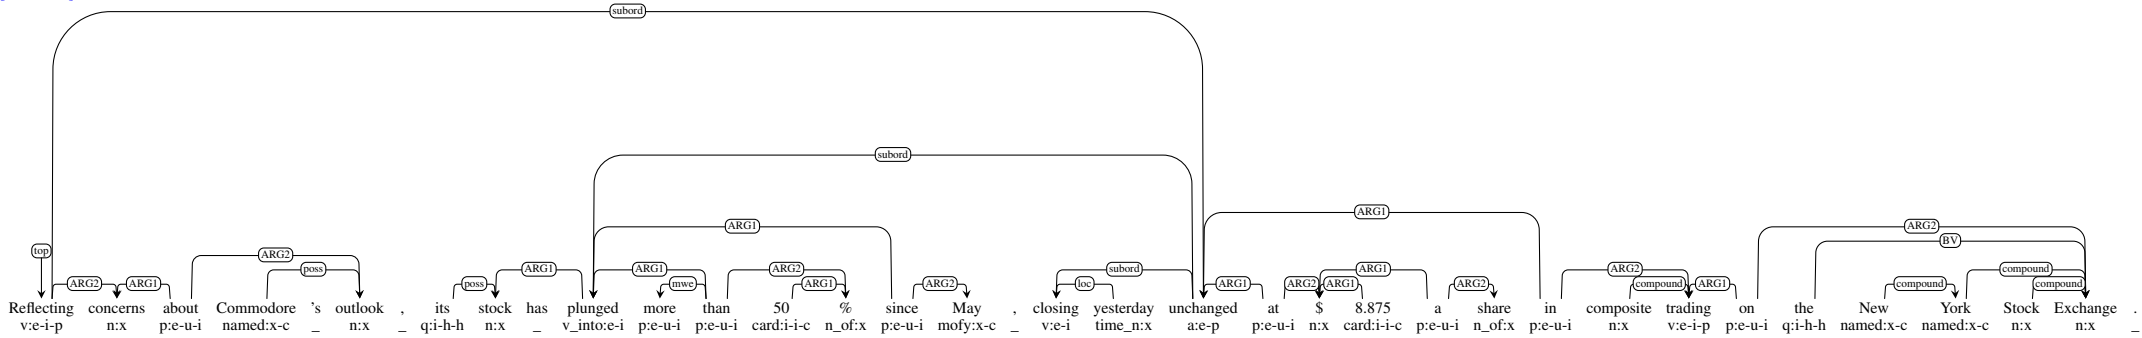 subord
subord
ARG1 ARG1
ARG2 BV
top ARG2 poss ARG1 ARG1 ARG2 subord ARG1 ARG2 compound
ARG2 ARG1 poss mwe ARG1 ARG2 loc ARG1 ARG2 ARG1 ARG2 compound ARG1 compound compound
Reflecting concerns about Commodore 's outlook , its stock has plunged more than 50 % since May , closing yesterday unchanged at $ 8.875 a share in composite trading on the New York Stock Exchange .
v:e-i-p n:x p:e-u-i named:x-c _ n:x _ q:i-h-h n:x _ v_into:e-i p:e-u-i p:e-u-i card:i-i-c n_of:x p:e-u-i mofy:x-c _ v:e-i time_n:x a:e-p p:e-u-i n:x card:i-i-c p:e-u-i n_of:x p:e-u-i n:x v:e-i-p p:e-u-i q:i-h-h named:x-c named:x-c n:x n:x _